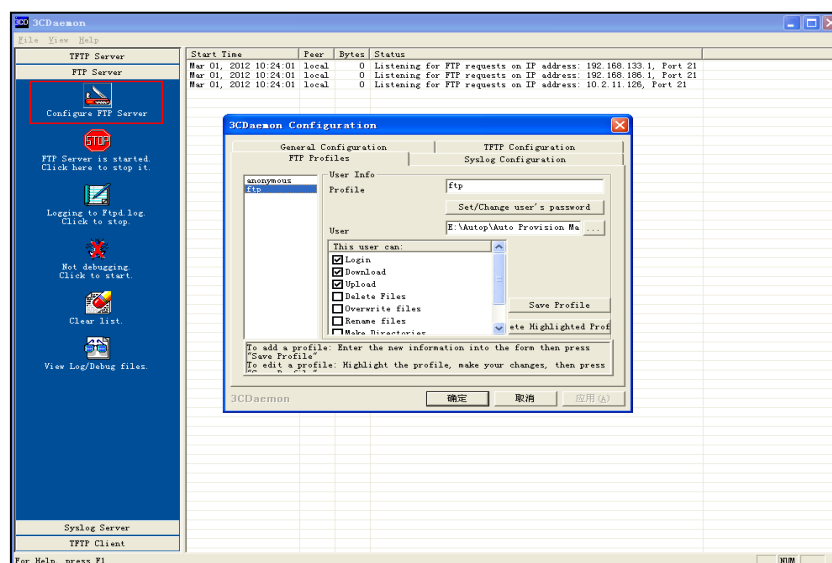 3CDaemon
File View Help
TFTP Server
FTP Server
Configure FTP Server
FTP Server is started.
Click here to stop it.
Logging to Ftpd.log.
Click to stop.
Not debugging.
Click to start.
Clear list.
View Log/Debug files.
Syslog Server
TFTP Client
Start Time Peer Bytes Status
Mar 01, 2012 10:24:01 local 0 Listening for FTP requests on IP address: 192.168.133.1, Port 21
Mar 01, 2012 10:24:01 local 0 Listening for FTP requests on IP address: 192.168.186.1, Port 21
Mar 01, 2012 10:24:01 local 0 Listening for FTP requests on IP address: 10.2.11.126, Port 21
3CDaemon Configuration
General Configuration TFTP Configuration
FTP Profiles Syslog Configuration
anonymous
ftp
User Info
Profile ftp
Set/Change user's password
User E:\Autop\Auto Provision Ma ...
This user can:
Login
Download
Upload
Delete Files
Overwrite files
Rename files
Make Directories
Save Profile
ete Highlighted Prof
To add a profile: Enter the new information into the form then press
"Save Profile"
To edit a profile: Highlight the profile, make your changes, then press
3CDaemon 确定 取消 应用(A)
For Help, press F1 NUM